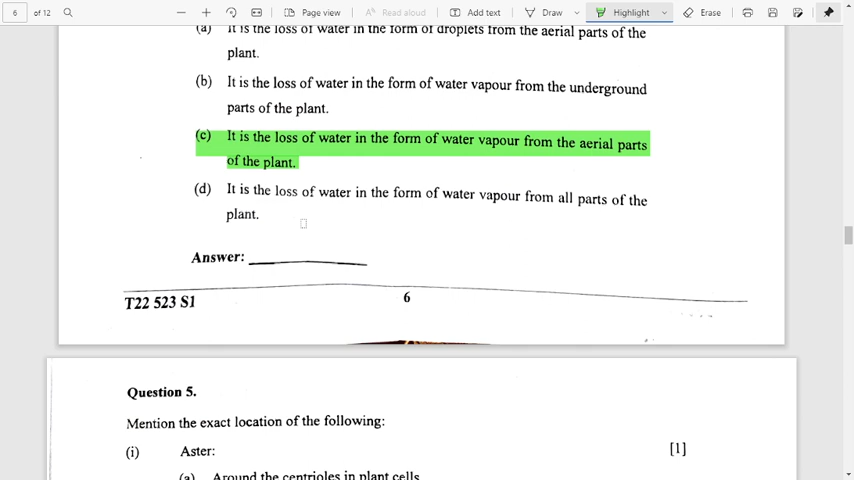 6 of 12 Page view Read aloud Add text Draw Highlight Erase
(a) It is the loss of water in the form of droplets from the aerial parts of the
plant.
(b) It is the loss of water in the form of water vapour from the underground
parts of the plant.
(c) It is the loss of water in the form of water vapour from the aerial parts
of the plant.
(d) It is the loss of water in the form of water vapour from all parts of the
plant.
Answer:
T22 523 S1 6
Question 5.
Mention the exact location of the following:
(i) Aster: [1]
(a) Around the centrioles in plant cells